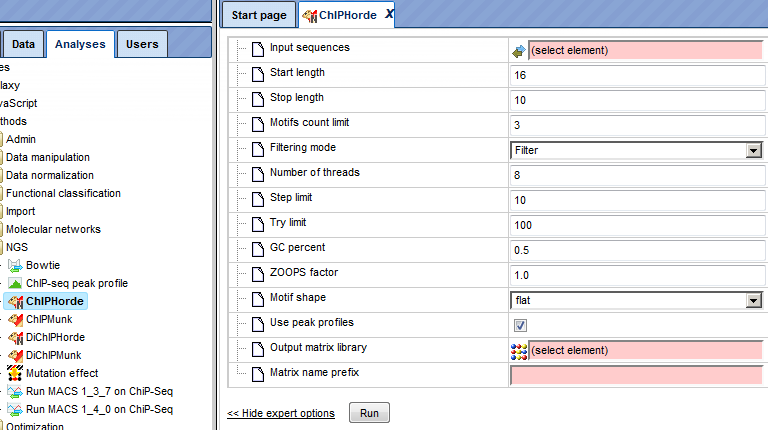 Start page
ChIPHorde X
Data
Analyses
Users
es
laxy
vaScript
thods
Admin
Data manipulation
Data normalization
Functional classification
Import
Molecular networks
NGS
Bowtie
ChIP-seq peak profile
ChIPHorde
ChIPMunk
DiChIPHorde
DiChIPMunk
Mutation effect
Run MACS 1_3_7 on ChiP-Seq
Run MACS 1_4_0 on ChiP-Seq
Optimization
Input sequences (select element)
Start length 16
Stop length 10
Motifs count limit 3
Filtering mode Filter
Number of threads 8
Step limit 10
Try limit 100
GC percent 0.5
ZOOPS factor 1.0
Motif shape flat
Use peak profiles
Output matrix library (select element)
Matrix name prefix
<< Hide expert options Run